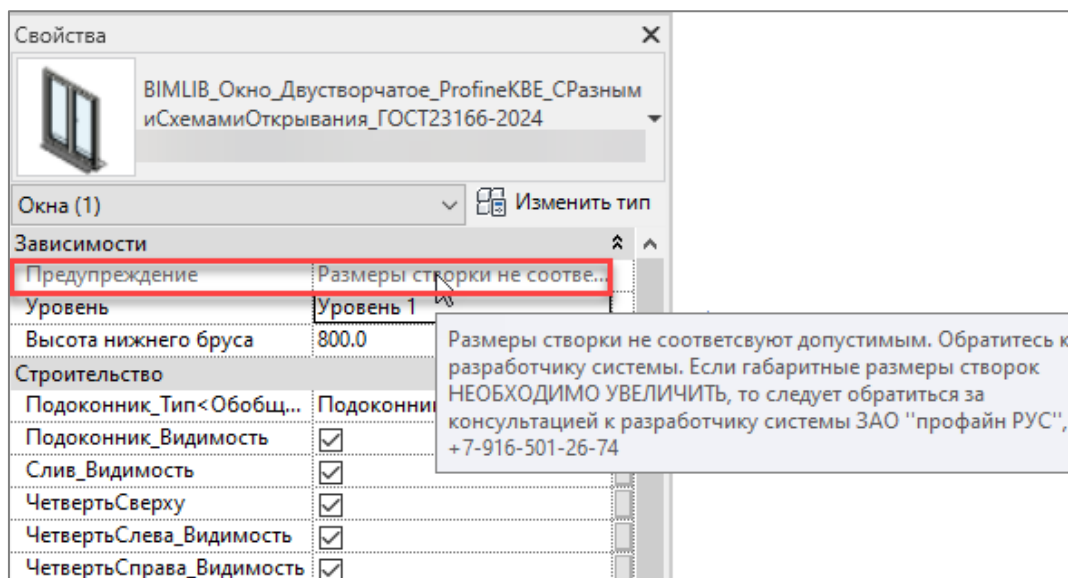 Свойства
BIMLIB_Окно_Двустворчатое_ProfineKBE_СРазным
иСхемамиОткрывания_ГОСТ23166-2024
Окна (1)
Изменить тип
Зависимости
Предупреждение Размеры створки не соотве...
Уровень Уровень 1
Высота нижнего бруса 800.0
Размеры створки не соответсвуют допустимым. Обратитесь к
разработчику системы. Если габаритные размеры створок
НЕОБХОДИМО УВЕЛИЧИТЬ, то следует обратиться за
консультацией к разработчику системы ЗАО "профайн РУС",
+7-916-501-26-74
Строительство
Подоконник_Тип<Обобщ... Подоконни
Подоконник_Видимость
Слив_Видимость
ЧетвертьСверху
ЧетвертьСлева_Видимость
ЧетвертьСправа_Видимость